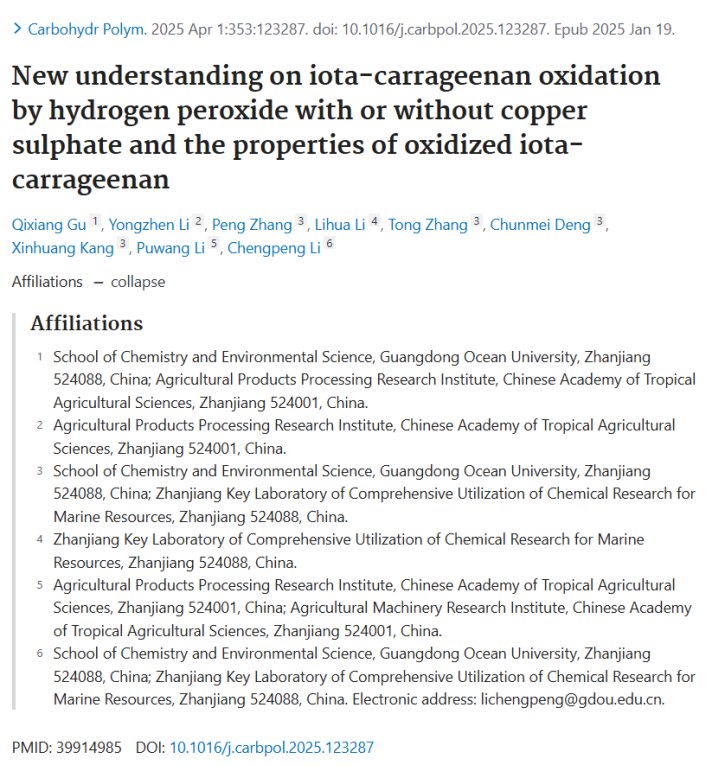 Carbohydr Polym. 2025 Apr 1:353:123287. doi: 10.1016/j.carbpol.2025.123287. Epub 2025 Jan 19.
New understanding on iota-carrageenan oxidation
by hydrogen peroxide with or without copper
sulphate and the properties of oxidized iota-
carrageenan
Qixiang Gu 1, Yongzhen Li 2, Peng Zhang 3, Lihua Li 4, Tong Zhang 3, Chunmei Deng 3,
Xinhuang Kang 3, Puwang Li 5, Chengpeng Li 6
Affiliations – collapse
Affiliations
1 School of Chemistry and Environmental Science, Guangdong Ocean University, Zhanjiang
524088, China; Agricultural Products Processing Research Institute, Chinese Academy of Tropical
Agricultural Sciences, Zhanjiang 524001, China.
2 Agricultural Products Processing Research Institute, Chinese Academy of Tropical Agricultural
Sciences, Zhanjiang 524001, China.
3 School of Chemistry and Environmental Science, Guangdong Ocean University, Zhanjiang
524088, China; Zhanjiang Key Laboratory of Comprehensive Utilization of Chemical Research for
Marine Resources, Zhanjiang 524088, China.
4 Zhanjiang Key Laboratory of Comprehensive Utilization of Chemical Research for Marine
Resources, Zhanjiang 524088, China.
5 Agricultural Products Processing Research Institute, Chinese Academy of Tropical Agricultural
Sciences, Zhanjiang 524001, China; Agricultural Machinery Research Institute, Chinese Academy
of Tropical Agricultural Sciences, Zhanjiang 524001, China.
6 School of Chemistry and Environmental Science, Guangdong Ocean University, Zhanjiang
524088, China; Zhanjiang Key Laboratory of Comprehensive Utilization of Chemical Research for
Marine Resources, Zhanjiang 524088, China. Electronic address: lichengpeng@gdou.edu.cn.
PMID: 39914985 DOI: 10.1016/j.carbpol.2025.123287